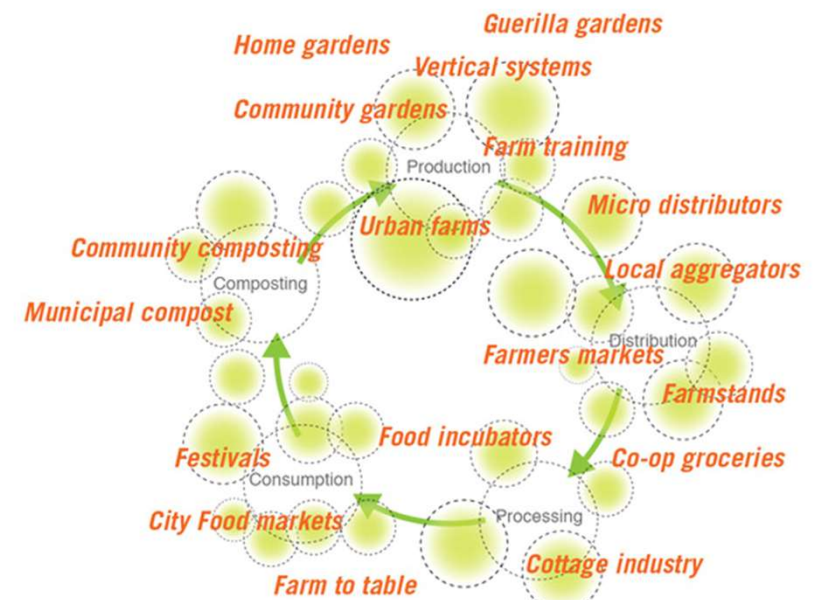 Guerilla gardens
Home gardens
Vertical systems
Community gardens
Farm training
Production
Micro distributors
Urban farms
Community composting
Local aggregators
Composting
Municipal compost
Distribution
Farmers markets
Farmstands
Food incubators
Co-op groceries
Festivals
Consumption
City Food markets
Processing
Cottage industry
Farm to table